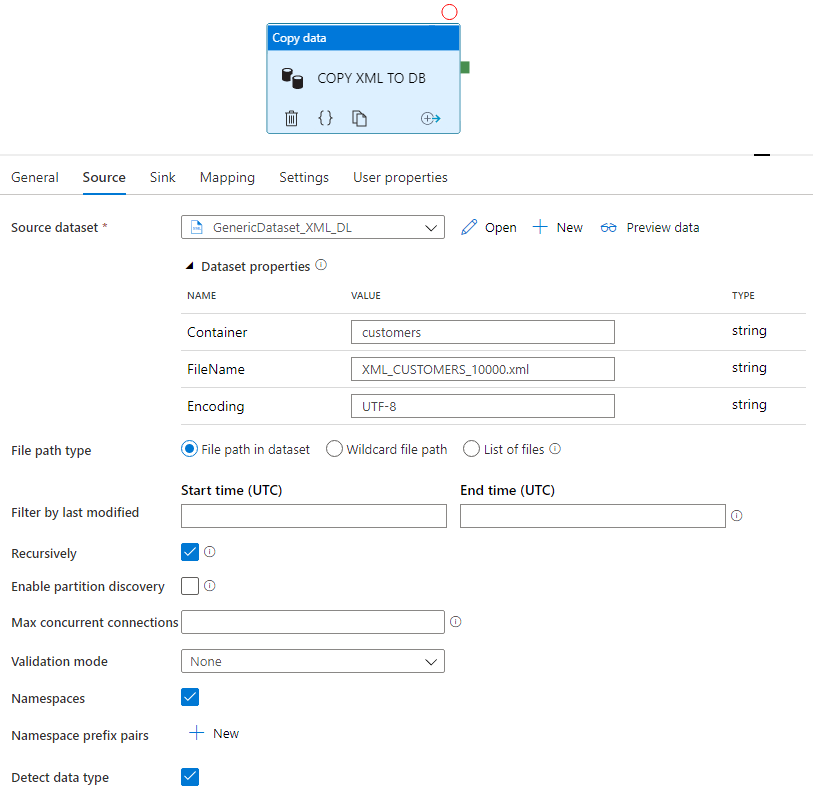 Copy data
COPY XML TO DB
{}
General Source Sink Mapping Settings User properties
Source dataset * GenericDataset_XML_DL Open New Preview data
Dataset properties
NAME VALUE TYPE
Container customers string
FileName XML_CUSTOMERS_10000.xml string
Encoding UTF-8 string
File path type File path in dataset Wildcard file path List of files
Start time (UTC) End time (UTC)
Filter by last modified
Recursively
Enable partition discovery
Max concurrent connections
Validation mode None
Namespaces
Namespace prefix pairs New
Detect data type